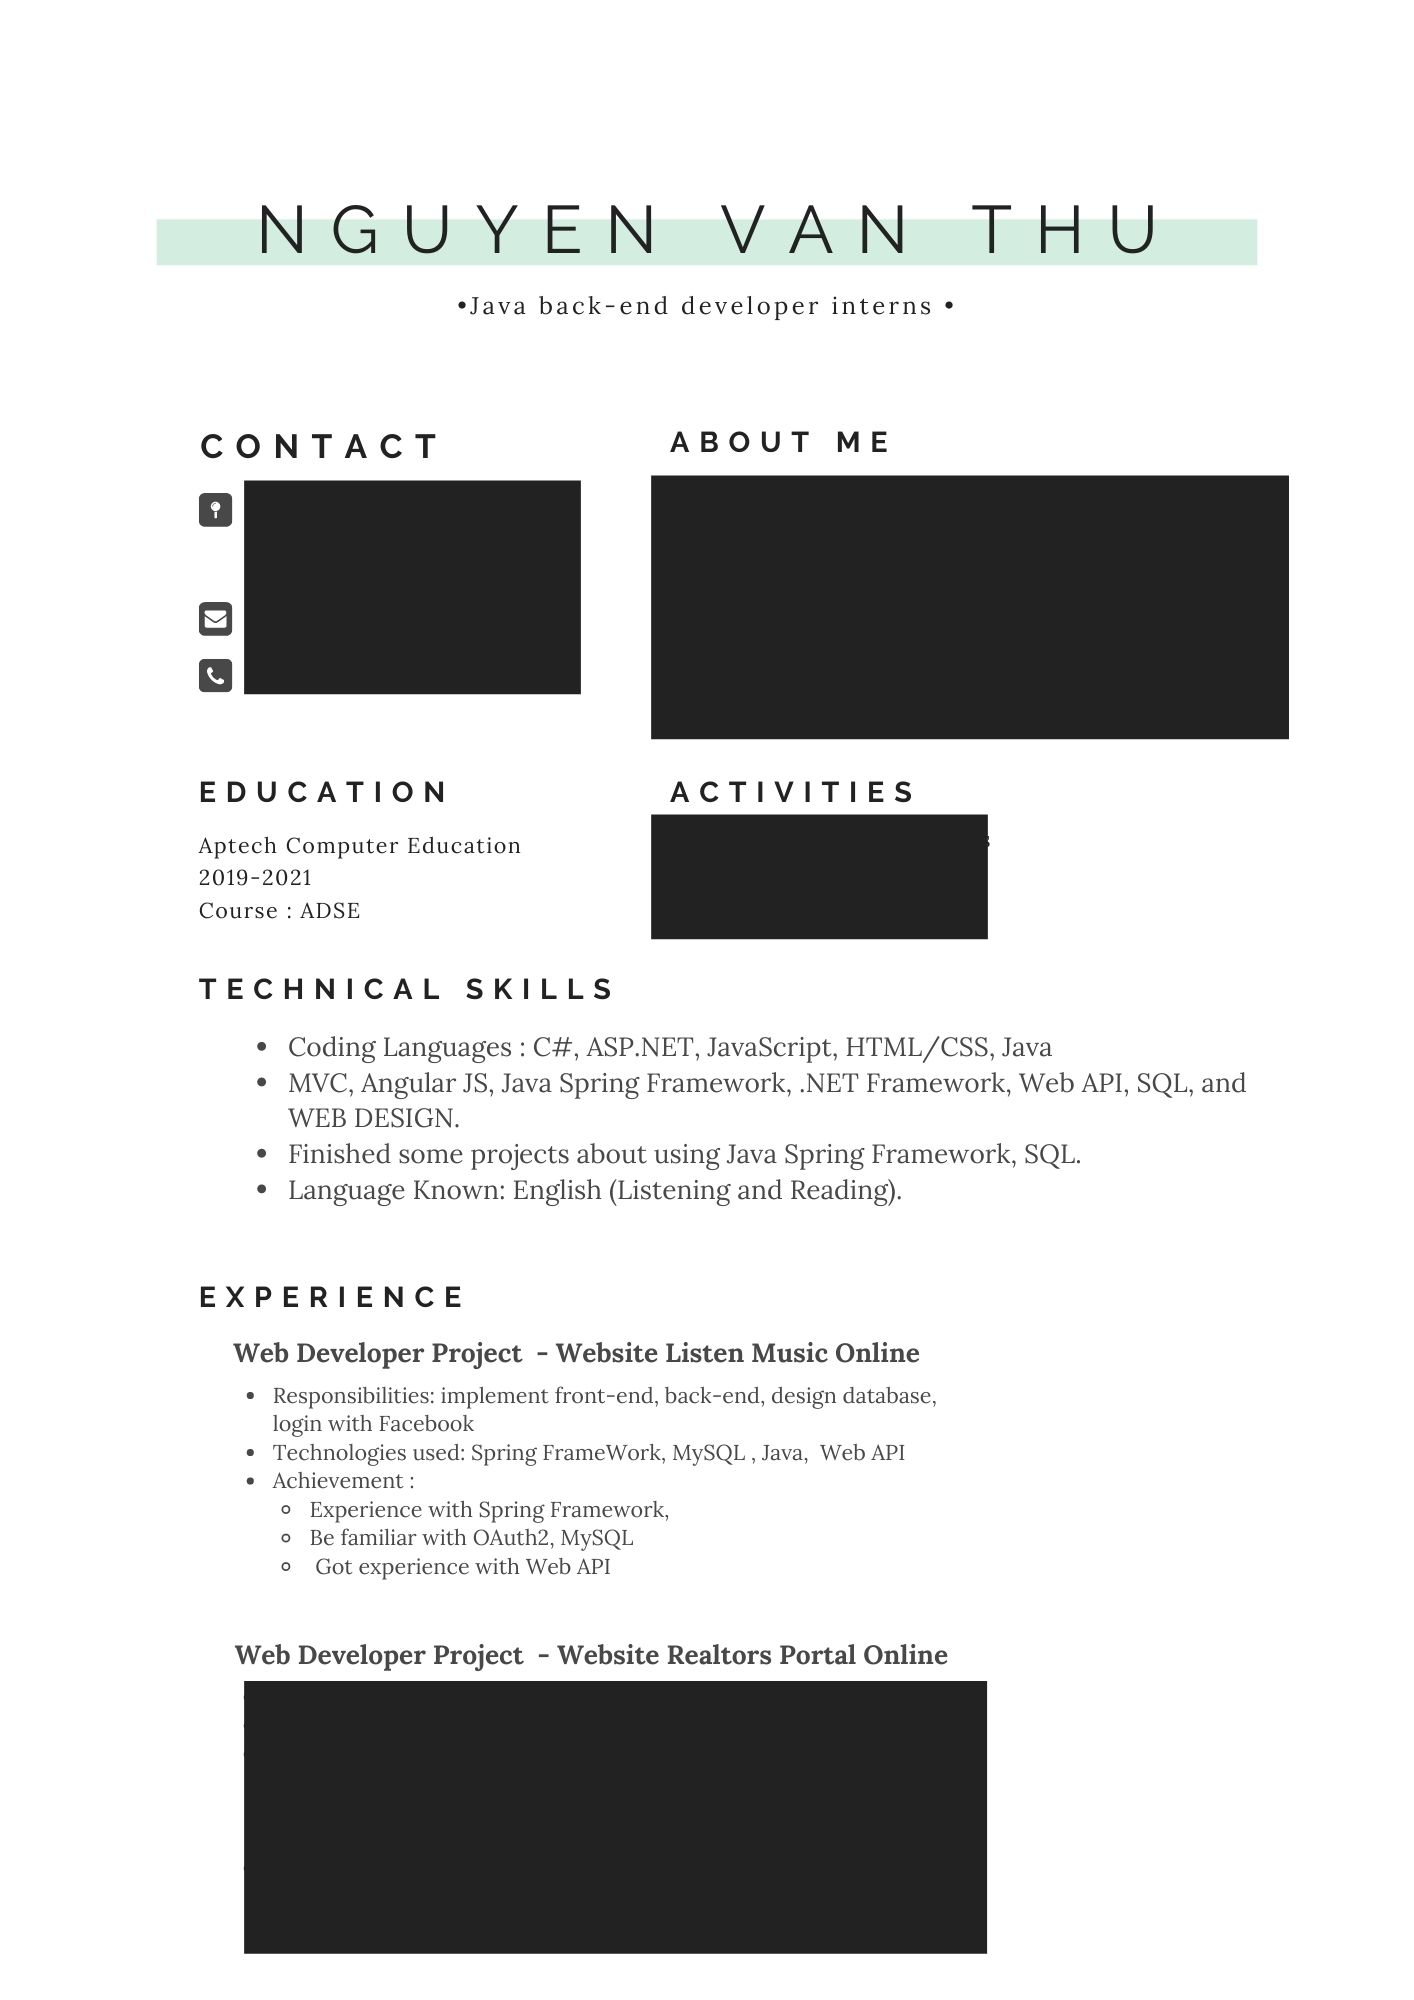 NGUYEN VAN THU
•Java back-end developer interns •
CONTACT
ABOUT ME
EDUCATION
Aptech Computer Education
2019-2021
Course : ADSE
ACTIVITIES
TECHNICAL SKILLS
• Coding Languages : C#, ASP.NET, JavaScript, HTML/CSS, Java
• MVC, Angular JS, Java Spring Framework, .NET Framework, Web API, SQL, and
WEB DESIGN.
• Finished some projects about using Java Spring Framework, SQL.
• Language Known: English (Listening and Reading).
EXPERIENCE
Web Developer Project - Website Listen Music Online
• Responsibilities: implement front-end, back-end, design database,
login with Facebook
• Technologies used: Spring FrameWork, MySQL , Java, Web API
• Achievement :
◦ Experience with Spring Framework,
◦ Be familiar with OAuth2, MySQL
◦ Got experience with Web API
Web Developer Project - Website Realtors Portal Online